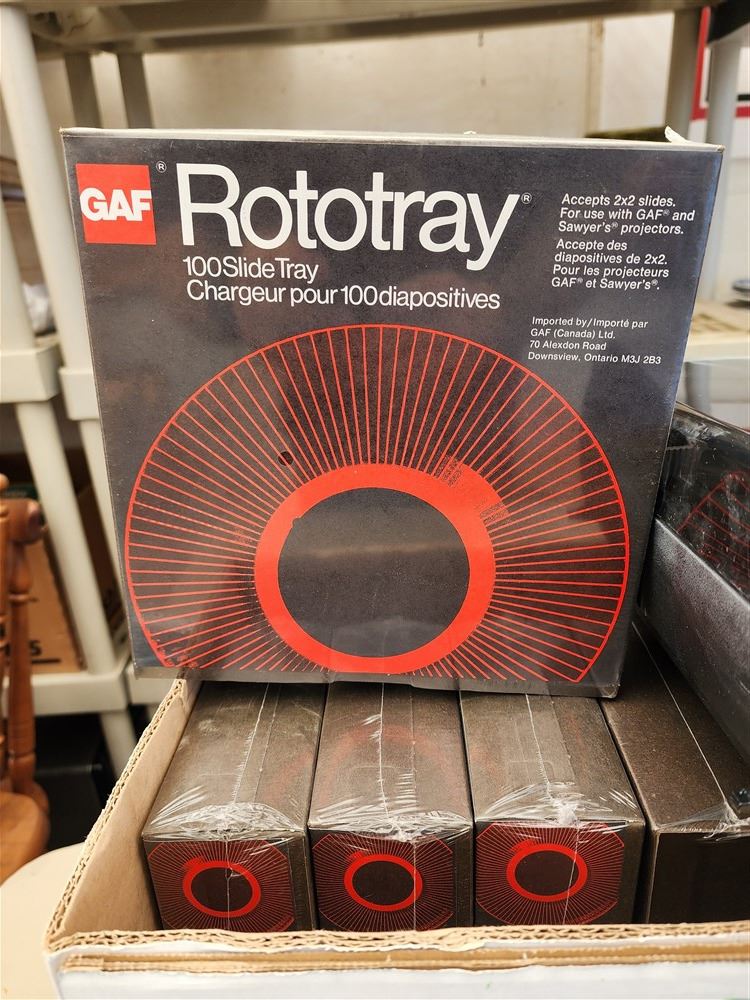 GAF®
Rototray®
100 Slide Tray
Chargeur pour 100 diapositives
Accepts 2x2 slides.
For use with GAF® and
Sawyer's® projectors.
Accepte des
diapositives de 2x2.
Pour les projecteurs
GAF® et Sawyer's®.
Imported by/Importé par
GAF (Canada) Ltd.
70 Alexdon Road
Downsview, Ontario M3J 2B3